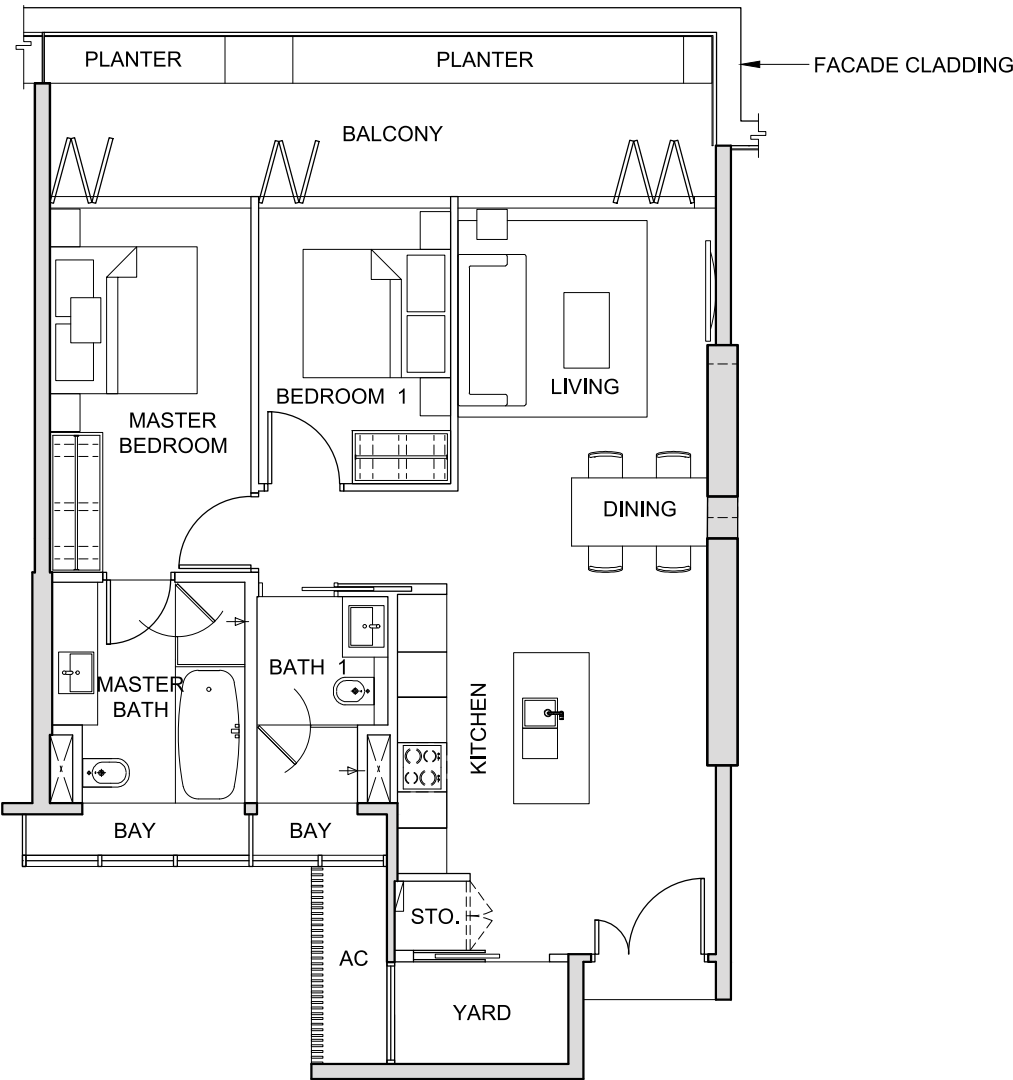 PLANTER
PLANTER
FACADE CLADDING
BALCONY
LIVING
BEDROOM 1
MASTER
BEDROOM
DINING
BATH 1
MASTER
BATH
KITCHEN
BAY
BAY
STO.
AC
YARD